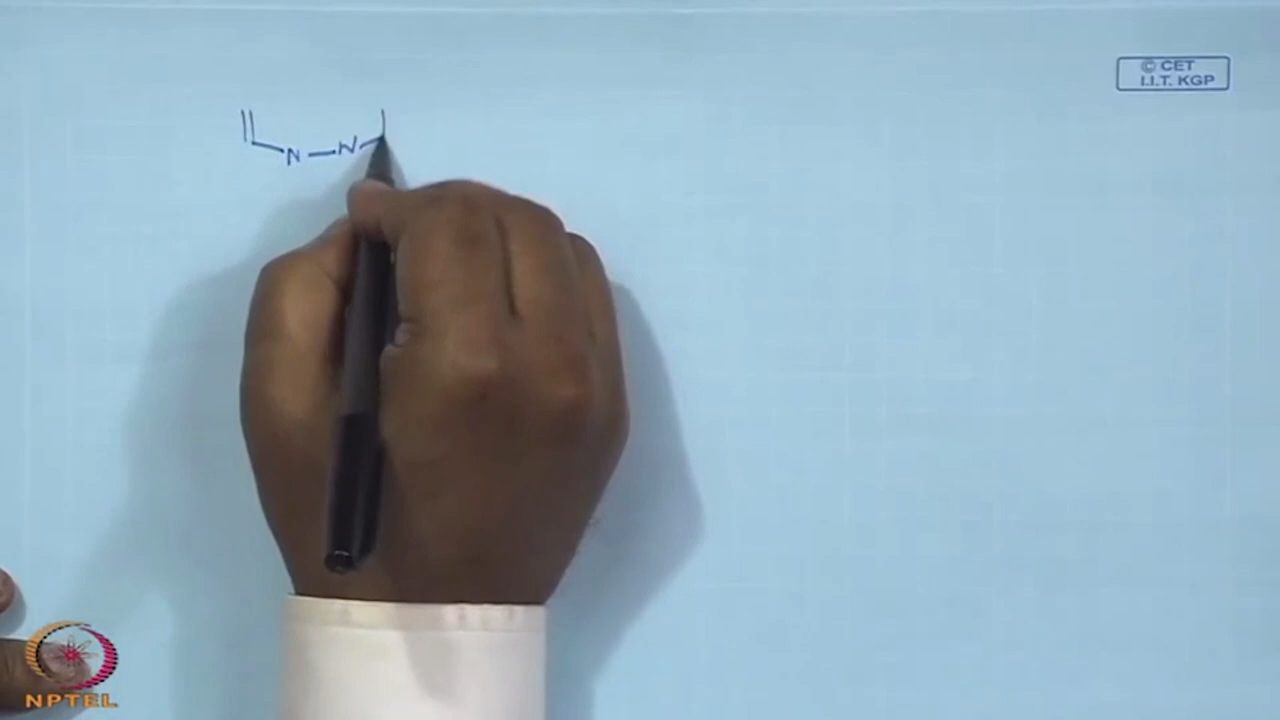 © CET
I.I.T. KGP
N — N
NPTEL